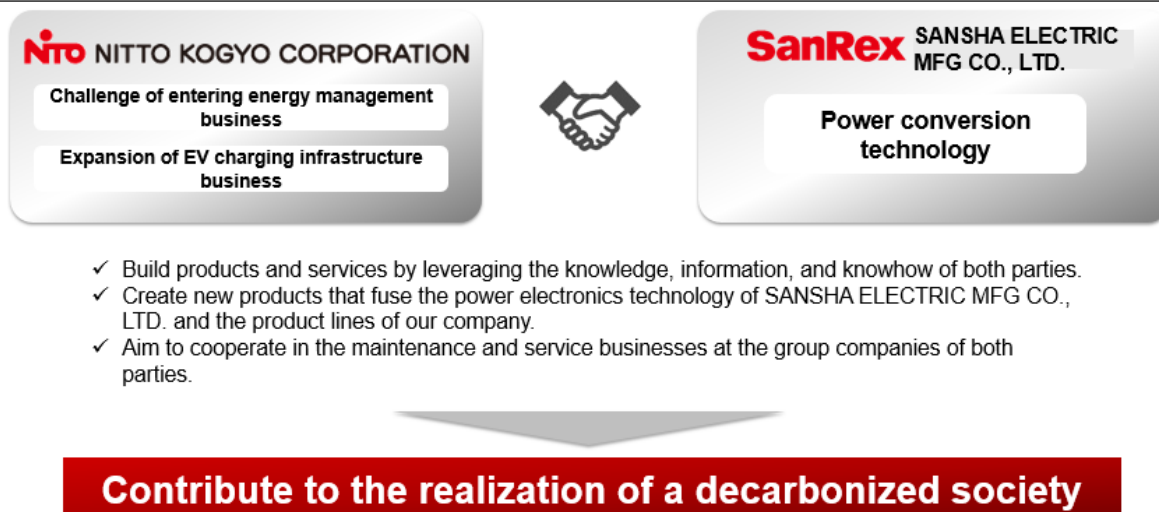 NITO NITTO KOGYO CORPORATION
Challenge of entering energy management
business
Expansion of EV charging infrastructure
business
SanRex SANSHA ELECTRIC
MFG CO., LTD.
Power conversion
technology
✓ Build products and services by leveraging the knowledge, information, and knowhow of both parties.
✓ Create new products that fuse the power electronics technology of SANSHA ELECTRIC MFG CO.,
LTD. and the product lines of our company.
✓ Aim to cooperate in the maintenance and service businesses at the group companies of both
parties.
Contribute to the realization of a decarbonized society